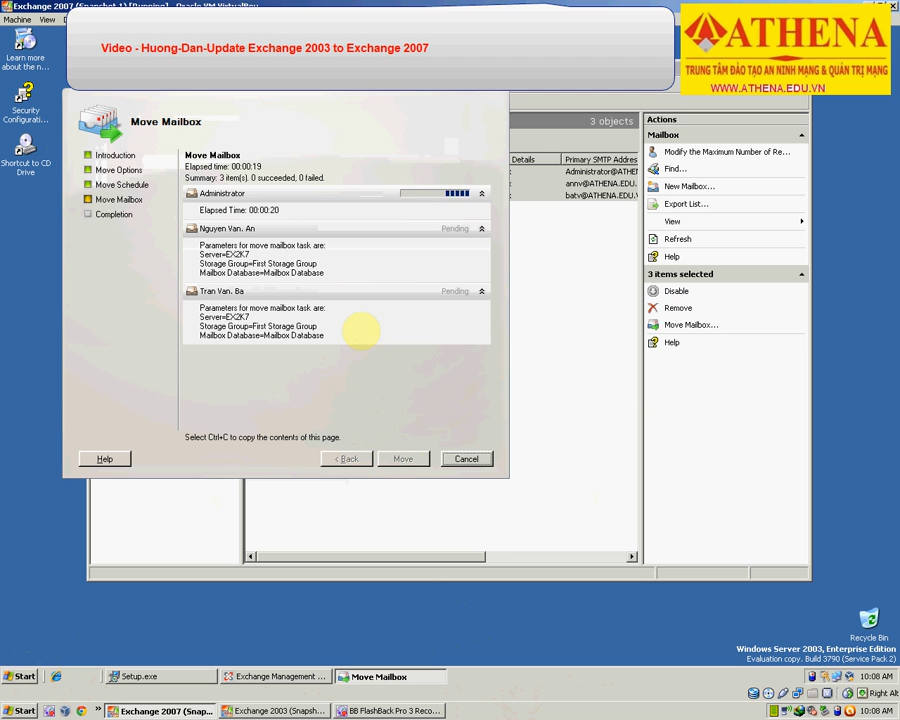 Exchange 2007 (Snapshot 1) [Running] - Oracle VM VirtualBox
Machine View
Video - Huong-Dan-Update Exchange 2003 to Exchange 2007
ATHENA
TRUNG TÂM ĐÀO TẠO AN NINH MẠNG & QUẢN TRỊ MẠNG
WWW.ATHENA.EDU.VN
Learn more
about the n...
Security
Configurati...
Shortcut to CD
Drive
Move Mailbox
Introduction
Move Options
Move Schedule
Move Mailbox
Completion
Move Mailbox
Elapsed time: 00:00:19
Summary: 3 item(s). 0 succeeded, 0 failed.
Administrator
Elapsed Time: 00:00:20
Nguyen Van. An Pending
Parameters for move mailbox task are:
Server=EX2K7
Storage Group=First Storage Group
Mailbox Database=Mailbox Database
Tran Van. Ba Pending
Parameters for move mailbox task are:
Server=EX2K7
Storage Group=First Storage Group
Mailbox Database=Mailbox Database
Select Ctrl+C to copy the contents of this page.
Help < Back Move Cancel
3 objects
Details Primary SMTP Addres
Administrator@ATHEN
annv@ATHENA.EDU.
batv@ATHENA.EDU.V
Actions
Mailbox
Modify the Maximum Number of Re...
Find...
New Mailbox...
Export List...
View
Refresh
Help
3 items selected
Disable
Remove
Move Mailbox...
Help
Recycle Bin
Windows Server 2003, Enterprise Edition
Evaluation copy. Build 3790 (Service Pack 2)
Start Setup.exe Exchange Management ... Move Mailbox 10:08 AM
Right Alt
Start » Exchange 2007 (Snap... Exchange 2003 (Snapsh... BB FlashBack Pro 3 Reco... 10:08 AM